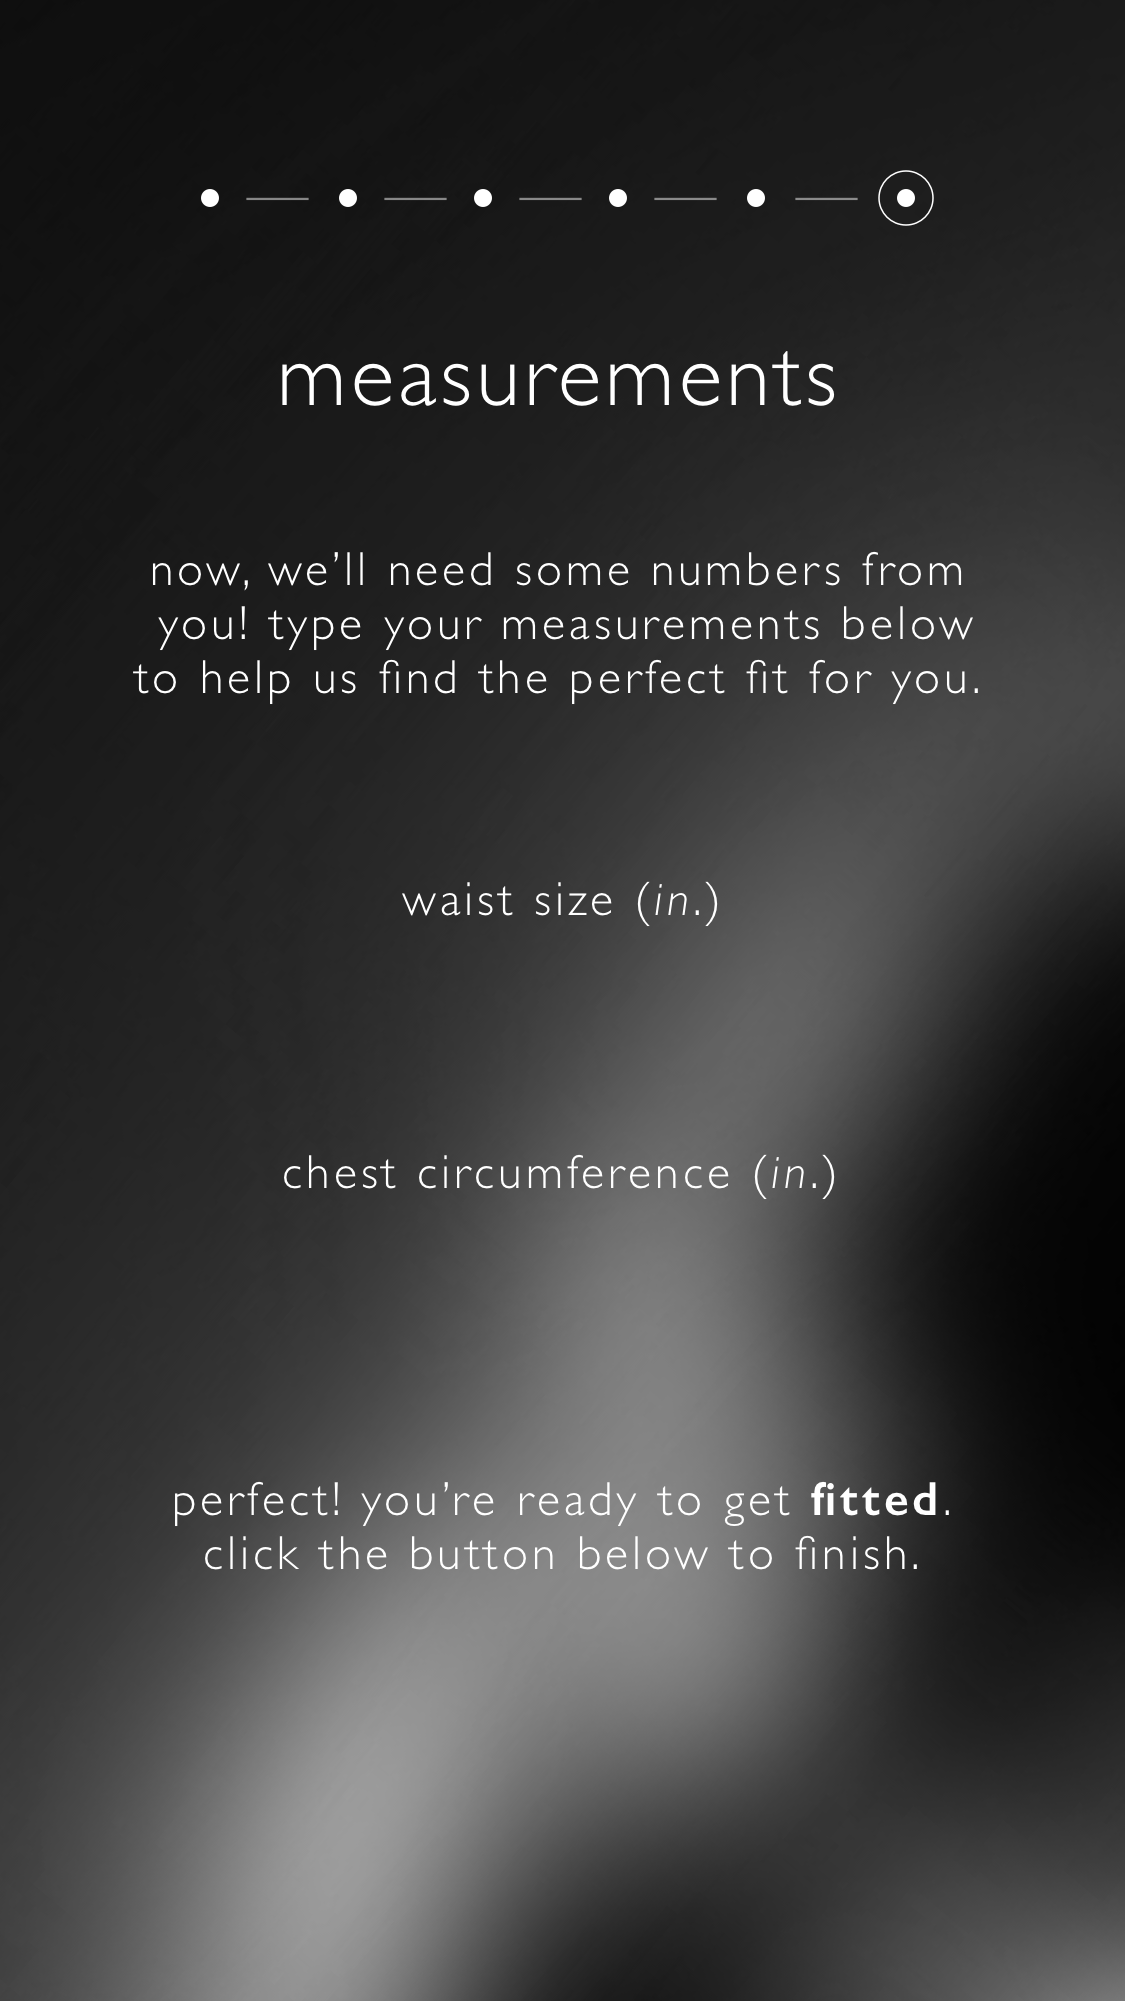 measurements
now, we’ll need some numbers from
you! type your measurements below
to help us find the perfect fit for you.
waist size (in.)
chest circumference (in.)
perfect! you’re ready to get fitted.
click the button below to finish.